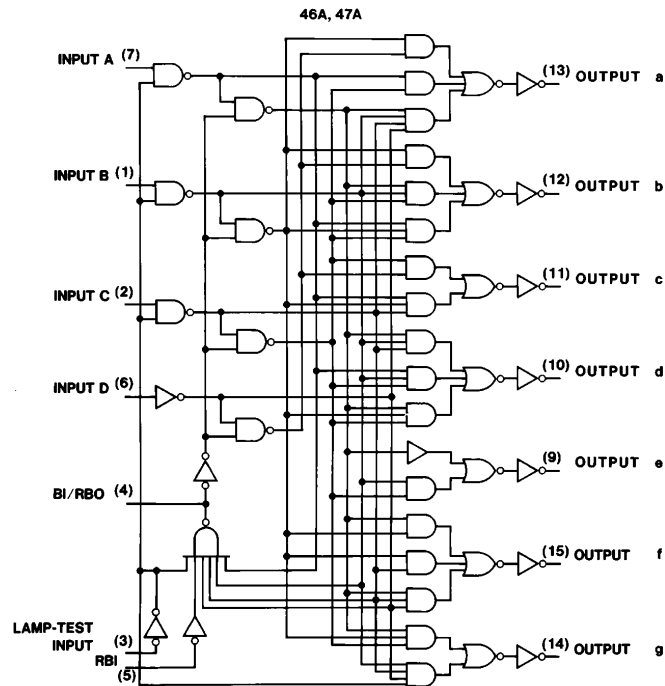 46A, 47A
INPUT A (7)
(13) OUTPUT a
INPUT B (1)
(12) OUTPUT b
INPUT C (2)
(11) OUTPUT c
INPUT D (6)
(10) OUTPUT d
(9) OUTPUT e
BI/RBO (4)
(15) OUTPUT f
LAMP-TEST
INPUT (3)
RBI
(5)
(14) OUTPUT g